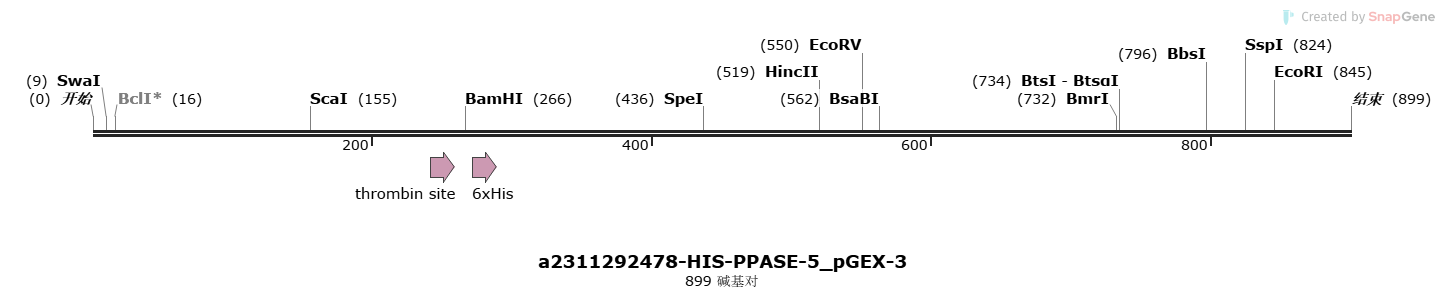 Created by SnapGene
(550) EcoRV
SspI (824)
(796) BbsI
(519) HincII
EcoRI (845)
(9) SwaI
(734) BtsI - BtsαI
(0) 开始
BclI* (16)
ScaI (155)
BamHI (266)
(436) SpeI
(562) BsaBI
(732) BmrI
结束 (899)
200
400
600
800
thrombin site
6xHis
a2311292478-HIS-PPASE-5_pGEX-3
899 碱基对